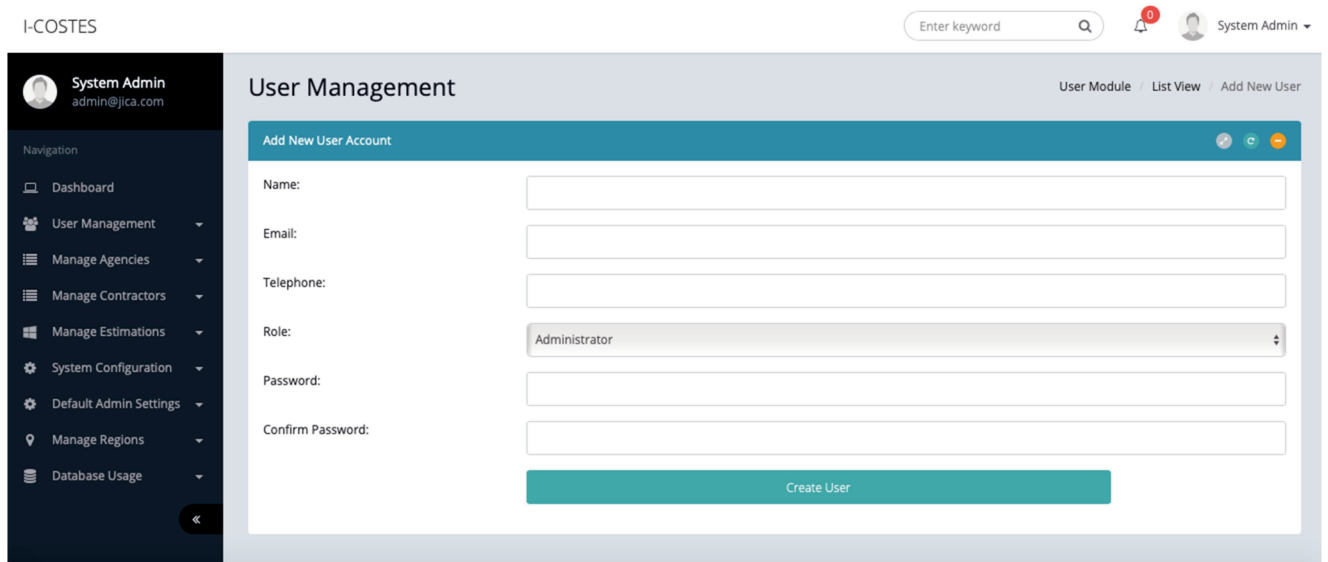 I-COSTES
Enter keyword
0
System Admin
System Admin
admin@jica.com
Navigation
Dashboard
User Management
Manage Agencies
Manage Contractors
Manage Estimations
System Configuration
Default Admin Settings
Manage Regions
Database Usage
User Management
User Module / List View / Add New User
Add New User Account
Name:
Email:
Telephone:
Role:
Administrator
Password:
Confirm Password:
Create User